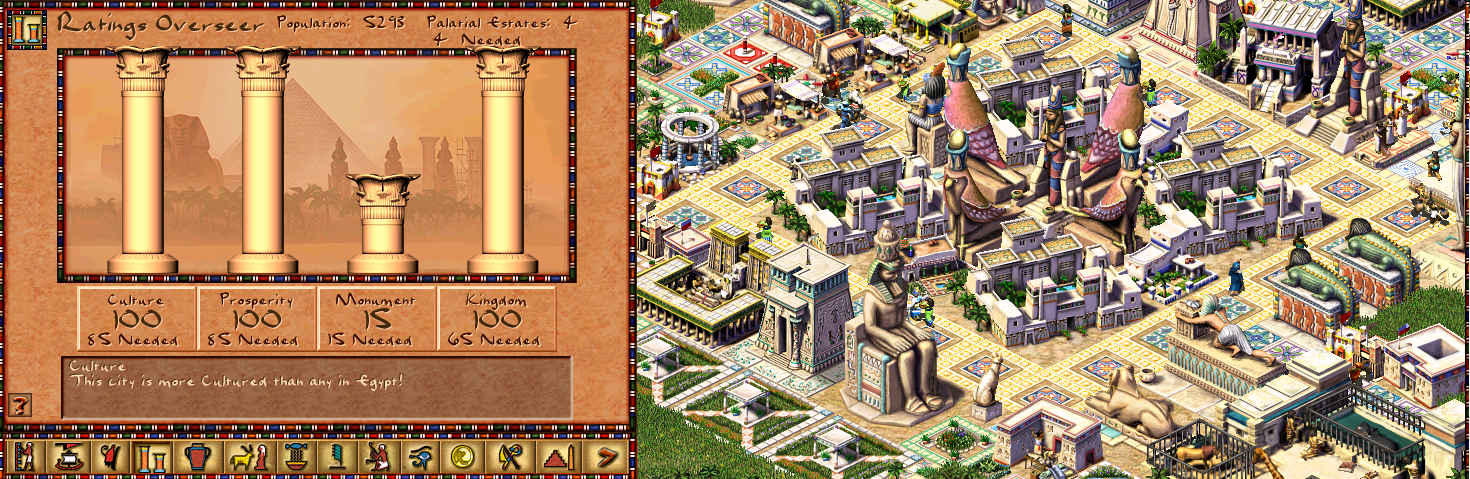 Ratings Overseer
Population: 5293 Palatial Estates: 4
4 Needed
Culture
100
85 Needed
Prosperity
100
85 Needed
Monument
15
15 Needed
Kingdom
100
65 Needed
Culture
This city is more Cultured than any in Egypt!
?